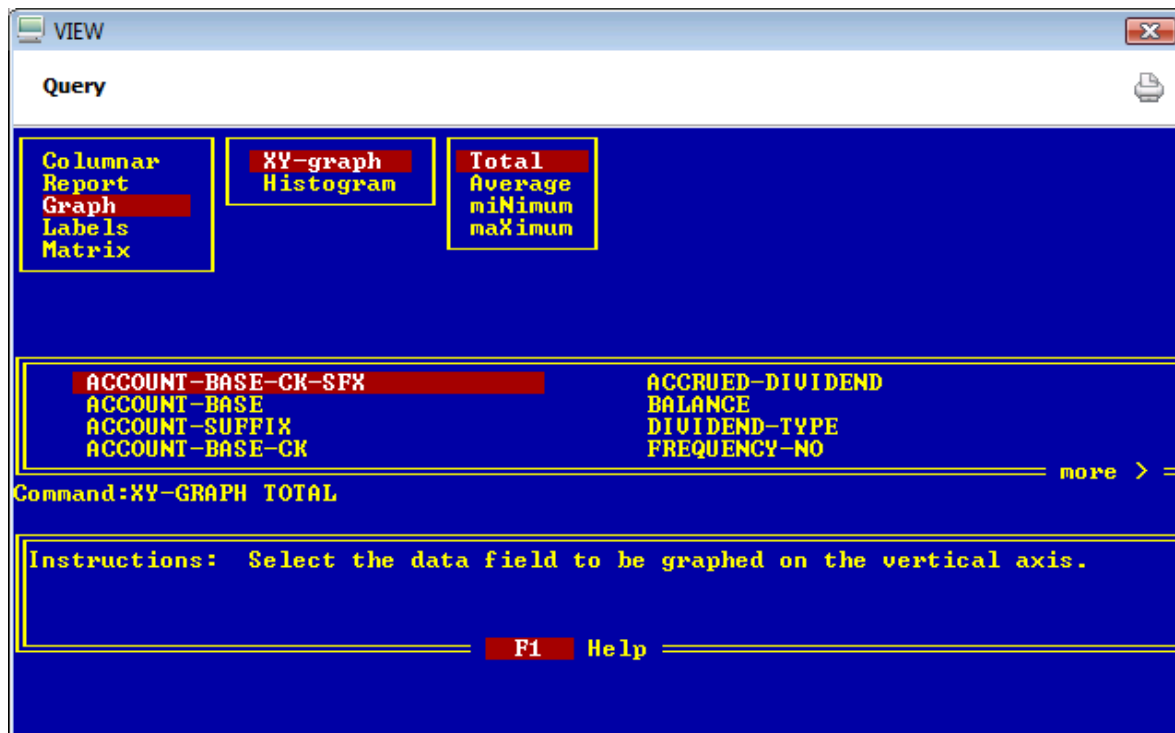 VIEW
Query
Columnar
Report
Graph
Labels
Matrix
XY-graph
Histogram
Total
Average
miNimum
maXimum
ACCOUNT-BASE-CK-SFX ACCRUED-DIVIDEND
ACCOUNT-BASE BALANCE
ACCOUNT-SUFFIX DIVIDEND-TYPE
ACCOUNT-BASE-CK FREQUENCY-NO
more >
Command:XY-GRAPH TOTAL
Instructions: Select the data field to be graphed on the vertical axis.
F1 Help